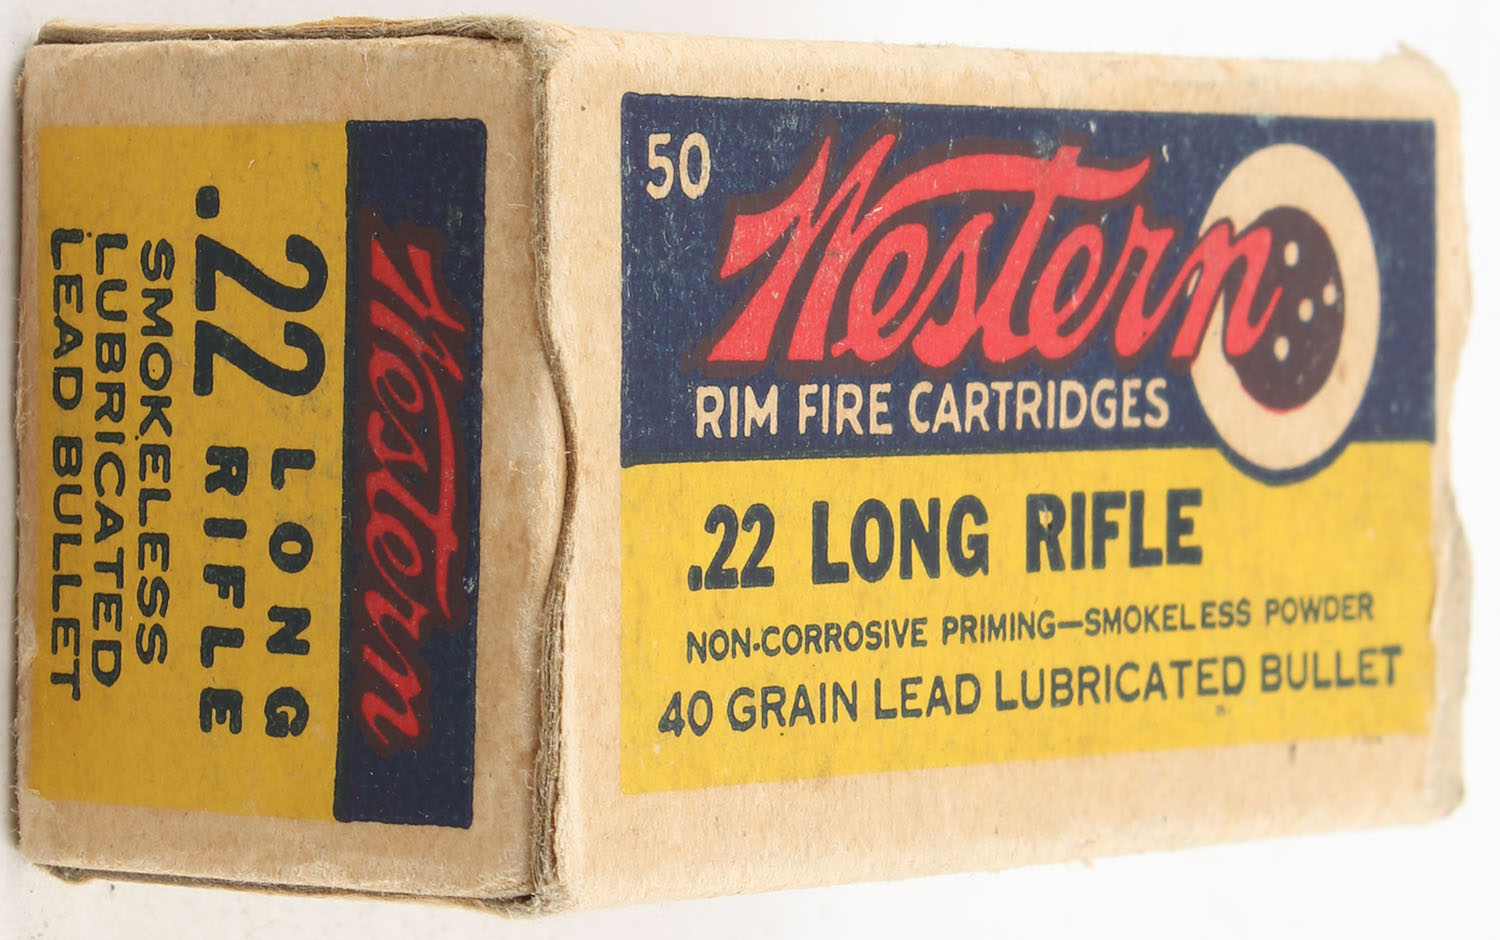 50
Western
RIM FIRE CARTRIDGES
.22 LONG RIFLE
NON-CORROSIVE PRIMING—SMOKELESS POWDER
40 GRAIN LEAD LUBRICATED BULLET
Western
.22 LONG
RIFLE
SMOKELESS
LUBRICATED
LEAD BULLET